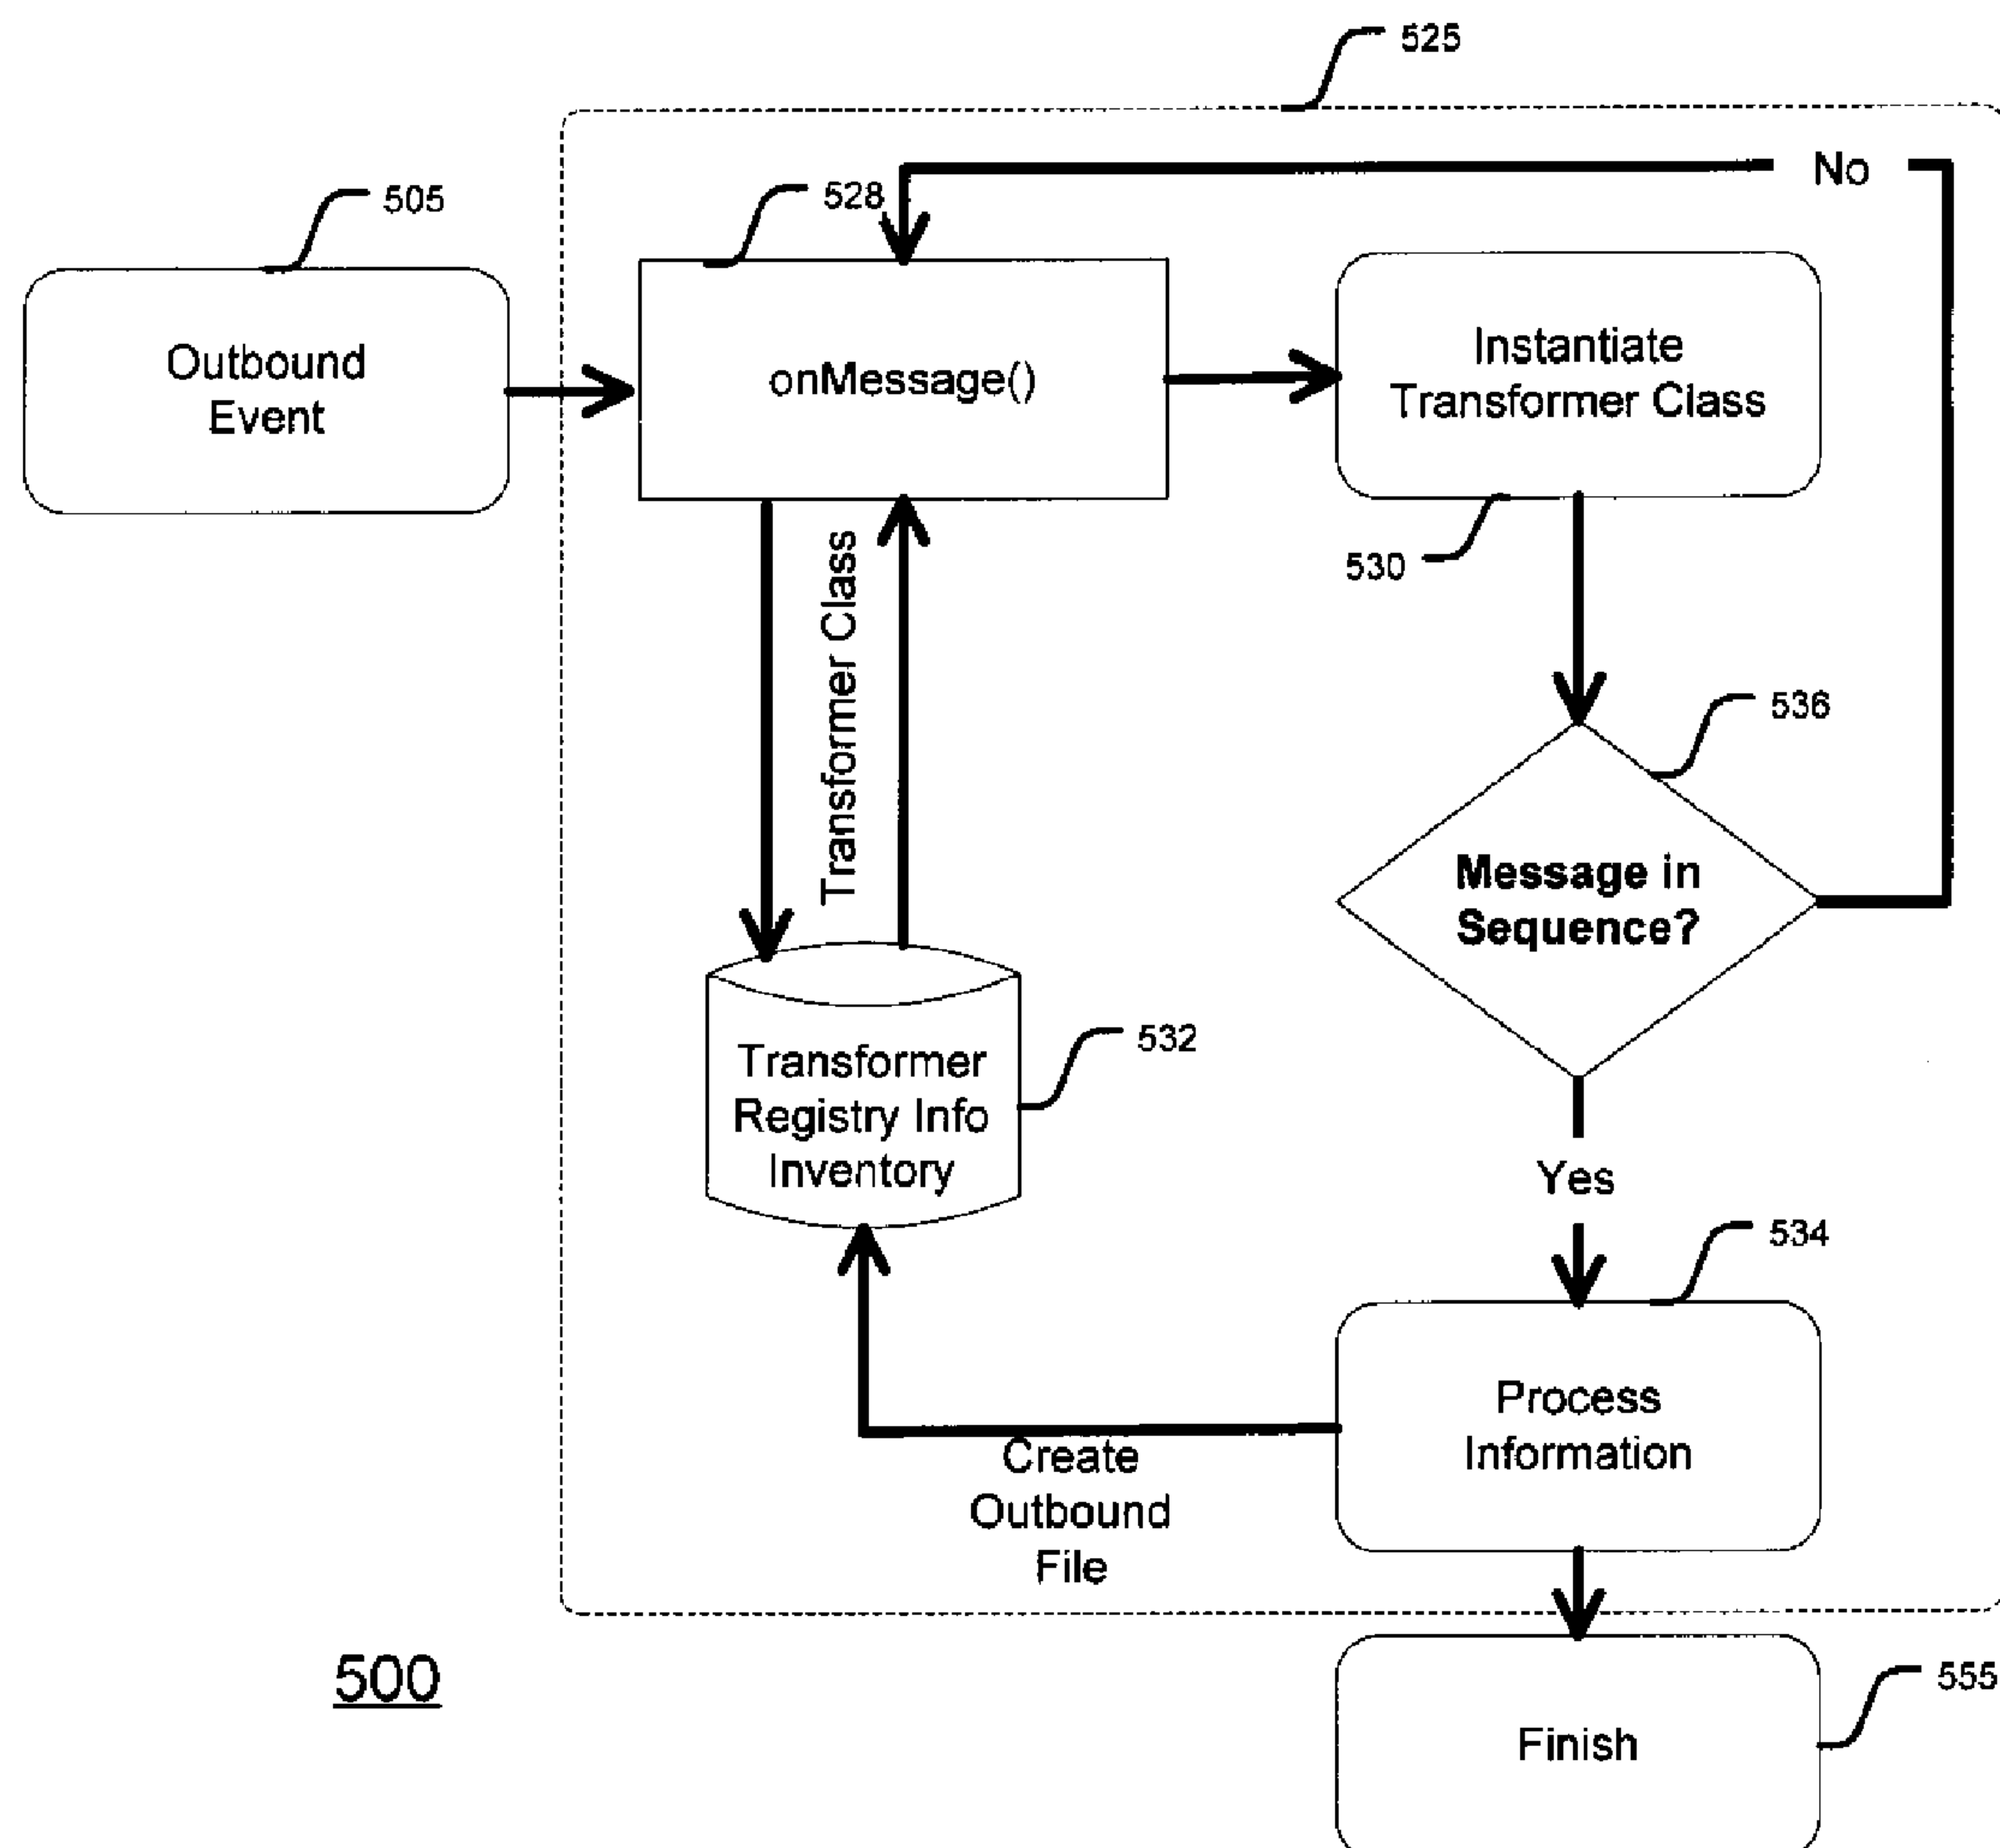 525
No
505
528
Outbound
Event
onMessage()
Instantiate
Transformer Class
530
Transformer Class
536
Message in
Sequence?
532
Transformer
Registry Info
Inventory
Yes
534
Process
Information
Create
Outbound
File
500
555
Finish